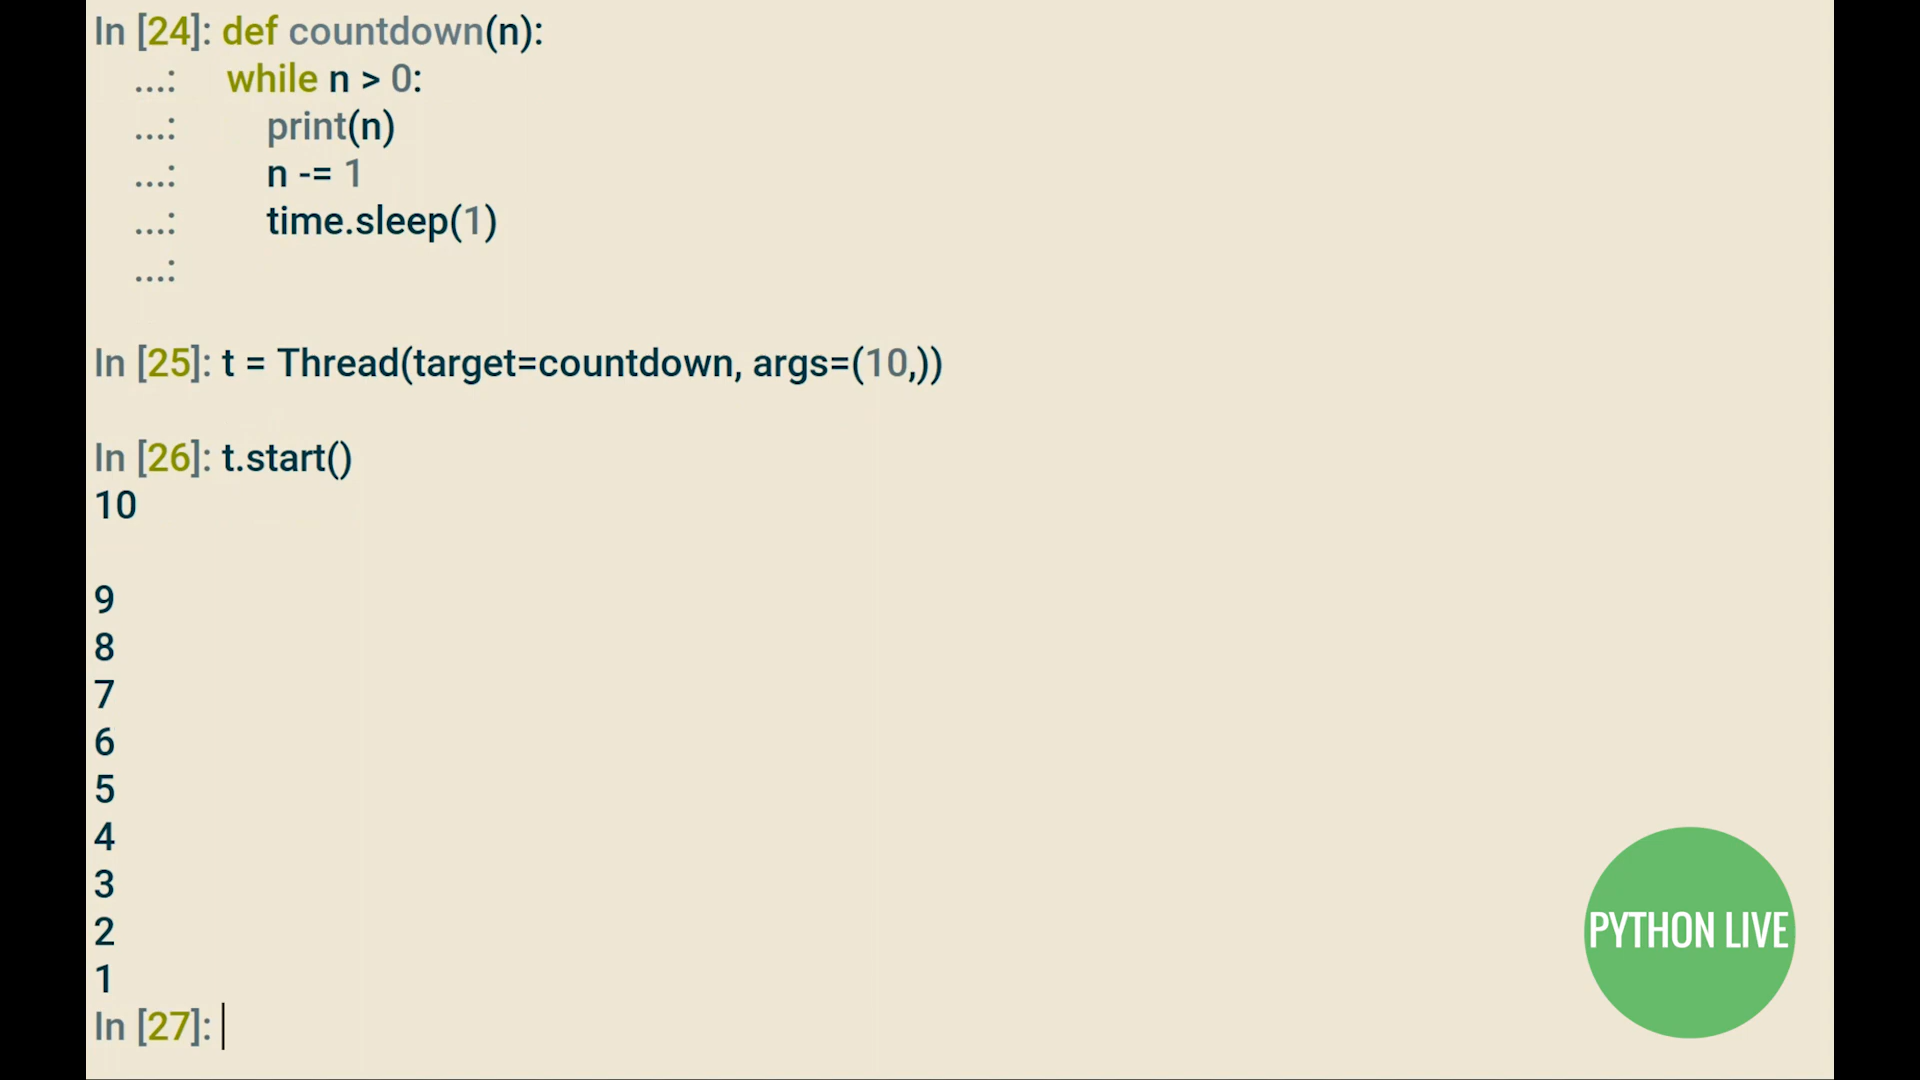 In [24]: def countdown(n):
...: while n > 0:
...: print(n)
...: n -= 1
...: time.sleep(1)
...:
In [25]: t = Thread(target=countdown, args=(10,))
In [26]: t.start()
10
9
8
7
6
5
4
3
2
1
In [27]:
PYTHON LIVE